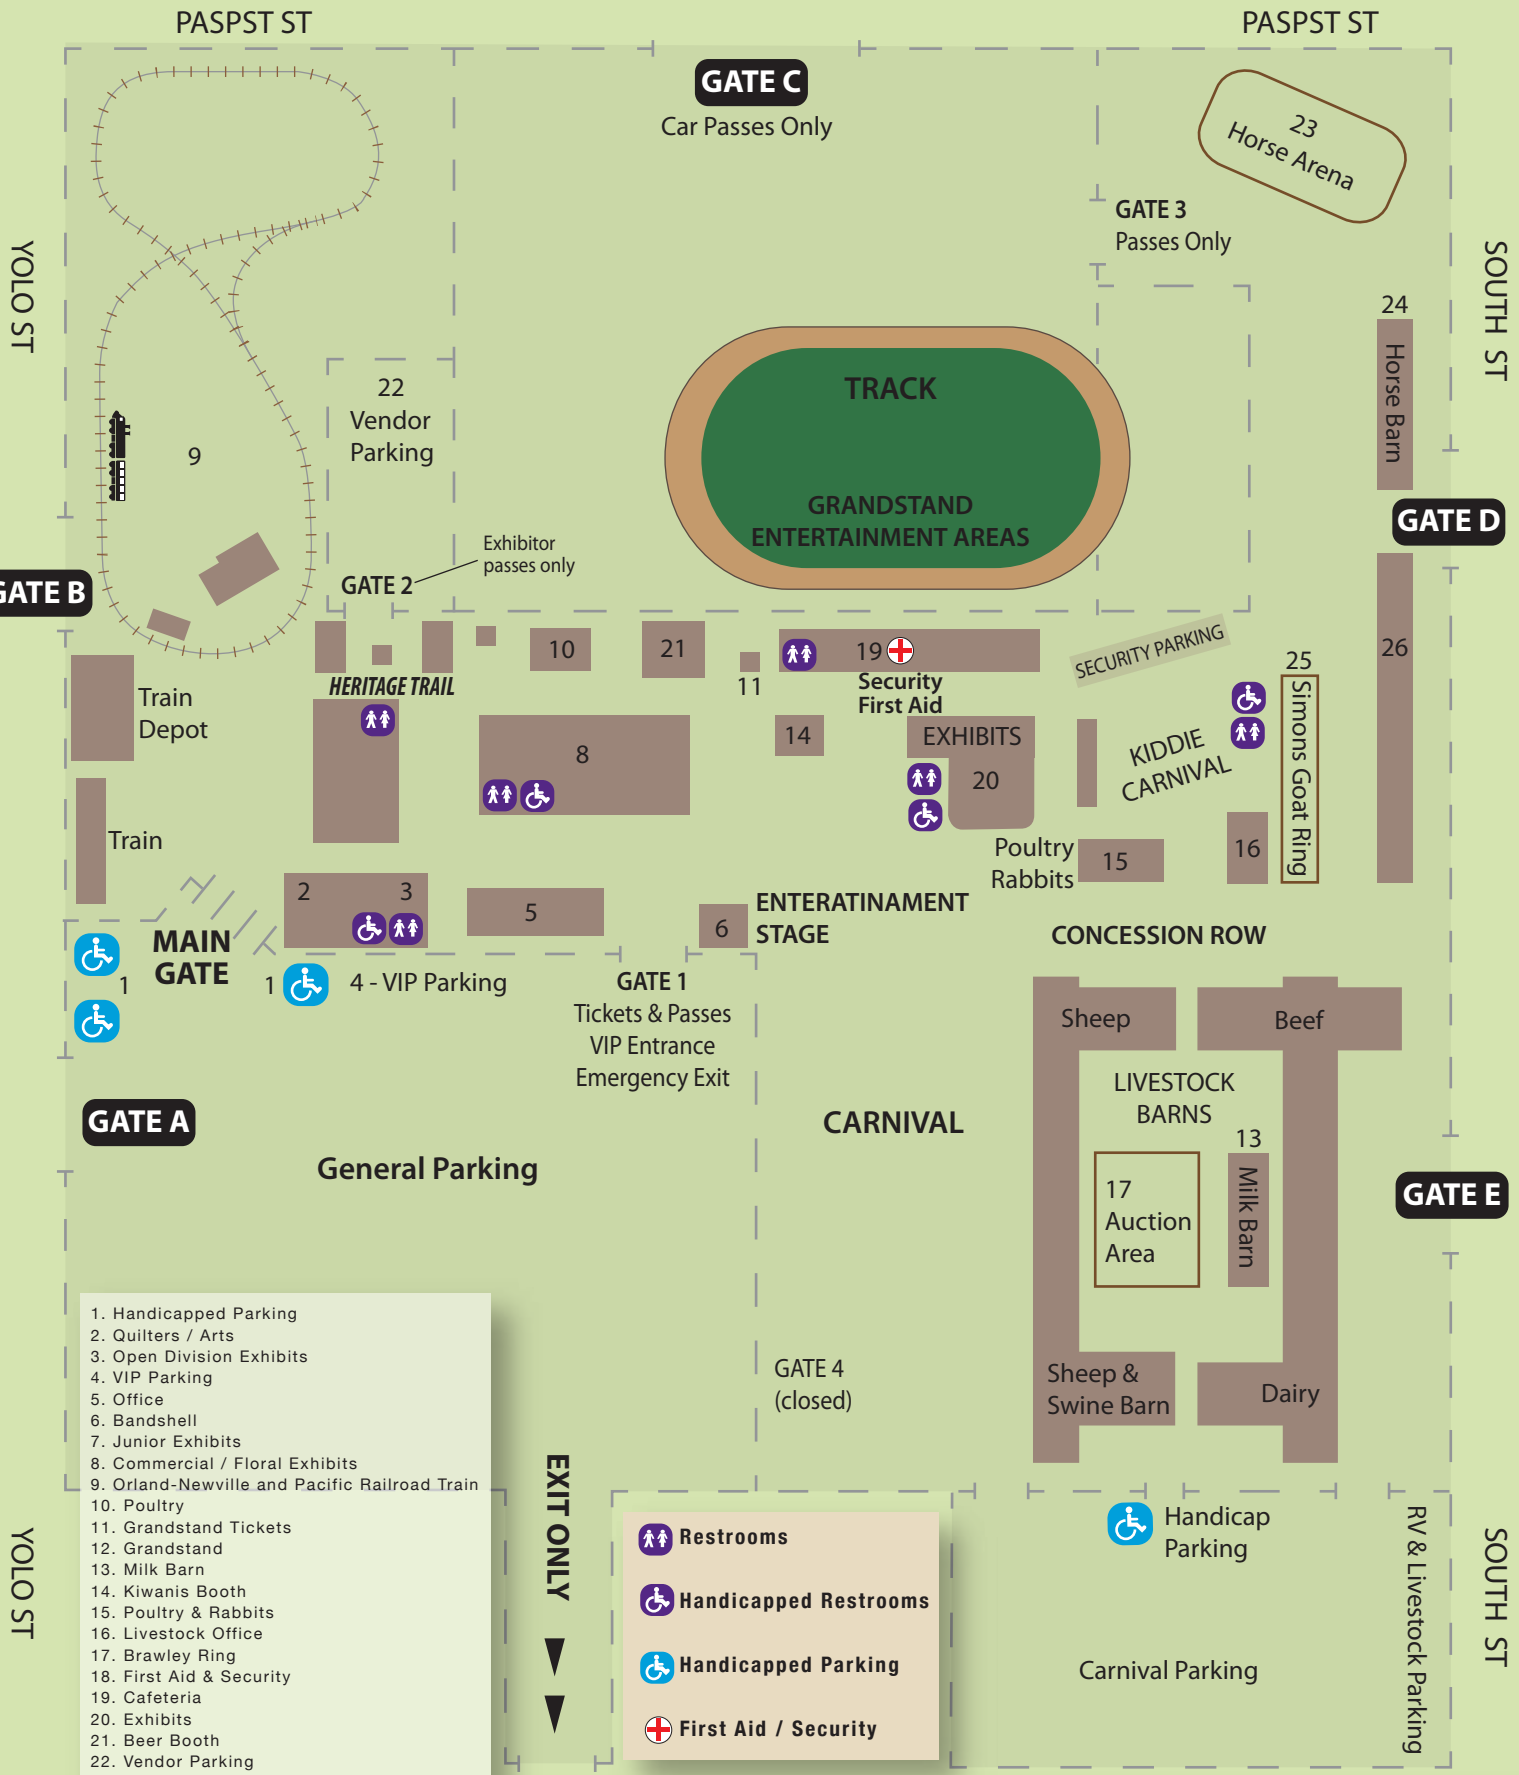 PASPST ST
PASPST ST
GATE C
Car Passes Only
23
Horse Arena
GATE 3
Passes Only
YOLO ST
SOUTH ST
24
Horse Barn
22
Vendor
Parking
9
TRACK
GRANDSTAND
ENTERTAINMENT AREAS
GATE D
Exhibitor
passes only
GATE 2
GATE B
10
21
11
19
Security
First Aid
SECURITY PARKING
25
Simons Goat Ring
26
HERITAGE TRAIL
Train
Depot
8
14
EXHIBITS
20
KIDDIE
CARNIVAL
Train
Poultry
Rabbits
15
16
2
3
5
6
ENTERATINAMENT
STAGE
CONCESSION ROW
MAIN
GATE
1
1
4 - VIP Parking
GATE 1
Tickets & Passes
VIP Entrance
Emergency Exit
Sheep
Beef
LIVESTOCK
BARNS
GATE A
CARNIVAL
General Parking
13
Milk Barn
17
Auction
Area
GATE E
GATE 4
(closed)
Sheep &
Swine Barn
Dairy
1. Handicapped Parking
2. Quilters / Arts
3. Open Division Exhibits
4. VIP Parking
5. Office
6. Bandshell
7. Junior Exhibits
8. Commercial / Floral Exhibits
9. Orland-Newville and Pacific Railroad Train
10. Poultry
11. Grandstand Tickets
12. Grandstand
13. Milk Barn
14. Kiwanis Booth
15. Poultry & Rabbits
16. Livestock Office
17. Brawley Ring
18. First Aid & Security
19. Cafeteria
20. Exhibits
21. Beer Booth
22. Vendor Parking
EXIT ONLY
Restrooms
Handicapped Restrooms
Handicapped Parking
First Aid / Security
Handicap
Parking
Carnival Parking
RV & Livestock Parking
YOLO ST
SOUTH ST